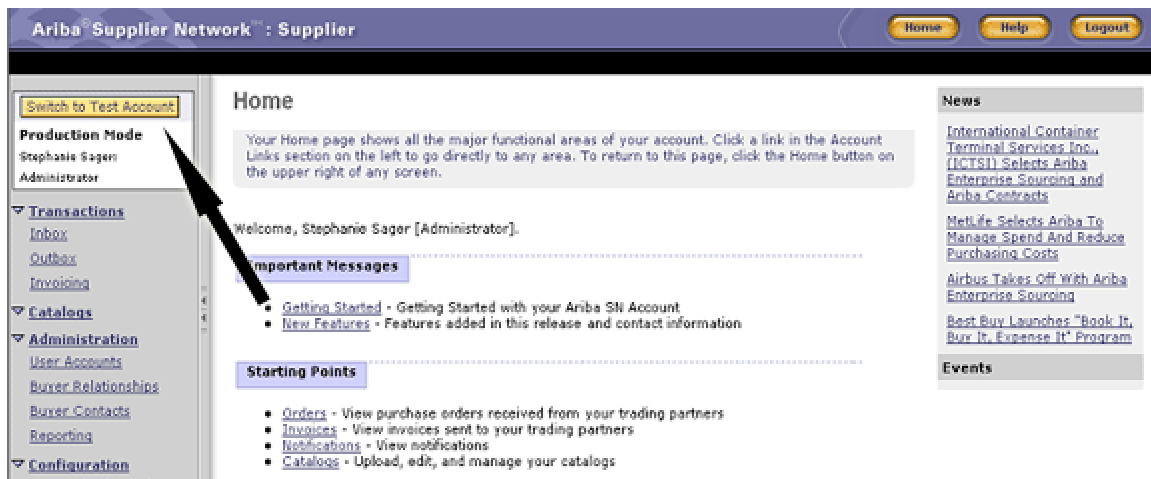 Ariba® Supplier Network™ : Supplier
Home
Help
Logout
Switch to Test Account
Production Mode
Stephanie Sager:
Administrator
Transactions
Inbox
Outbox
Invoicing
Catalogs
Administration
User Accounts
Buyer Relationships
Buyer Contacts
Reporting
Configuration
Home
Your Home page shows all the major functional areas of your account. Click a link in the Account
Links section on the left to go directly to any area. To return to this page, click the Home button on
the upper right of any screen.
Welcome, Stephanie Sager [Administrator].
Important Messages
• Getting Started - Getting Started with your Ariba SN Account
• New Features - Features added in this release and contact information
Starting Points
• Orders - View purchase orders received from your trading partners
• Invoices - View invoices sent to your trading partners
• Notifications - View notifications
• Catalogs - Upload, edit, and manage your catalogs
News
International Container
Terminal Services Inc.,
(ICTSI) Selects Ariba
Enterprise Sourcing and
Ariba Contracts
MetLife Selects Ariba To
Manage Spend And Reduce
Purchasing Costs
Airbus Takes Off With Ariba
Enterprise Sourcing
Best Buy Launches "Book It,
Buy It, Expense It" Program
Events